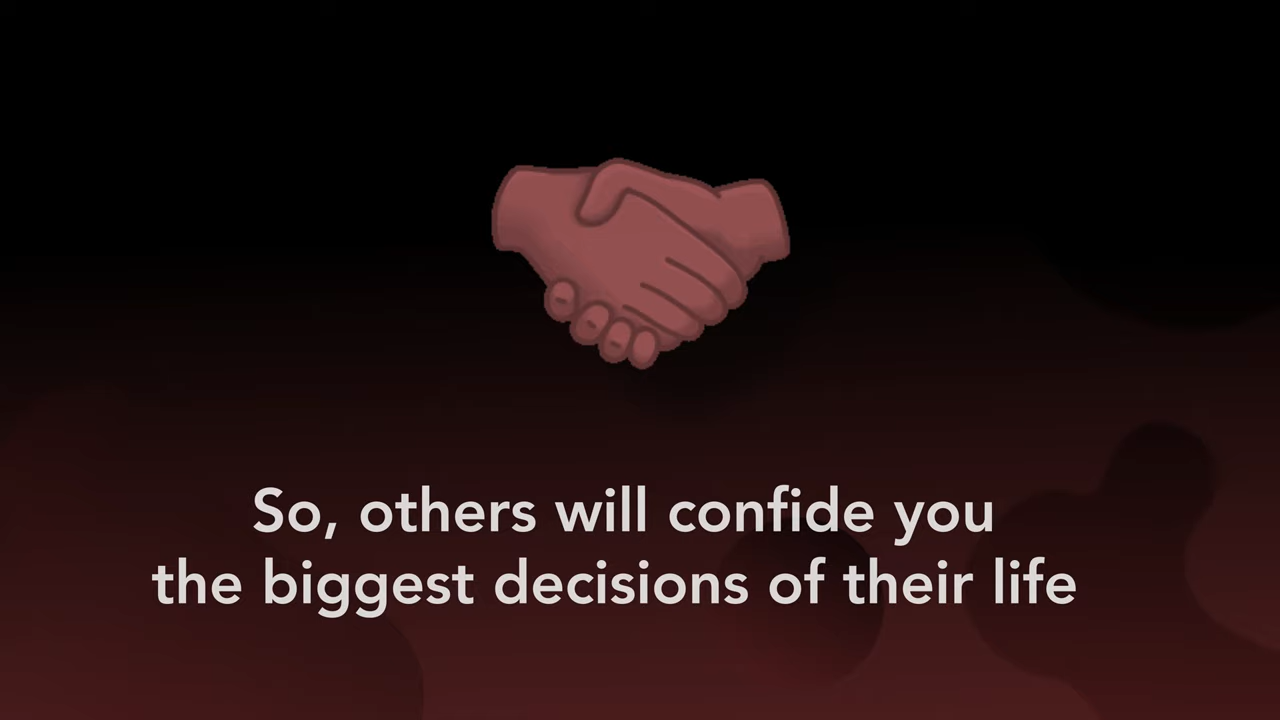 So, others will confide you
the biggest decisions of their life